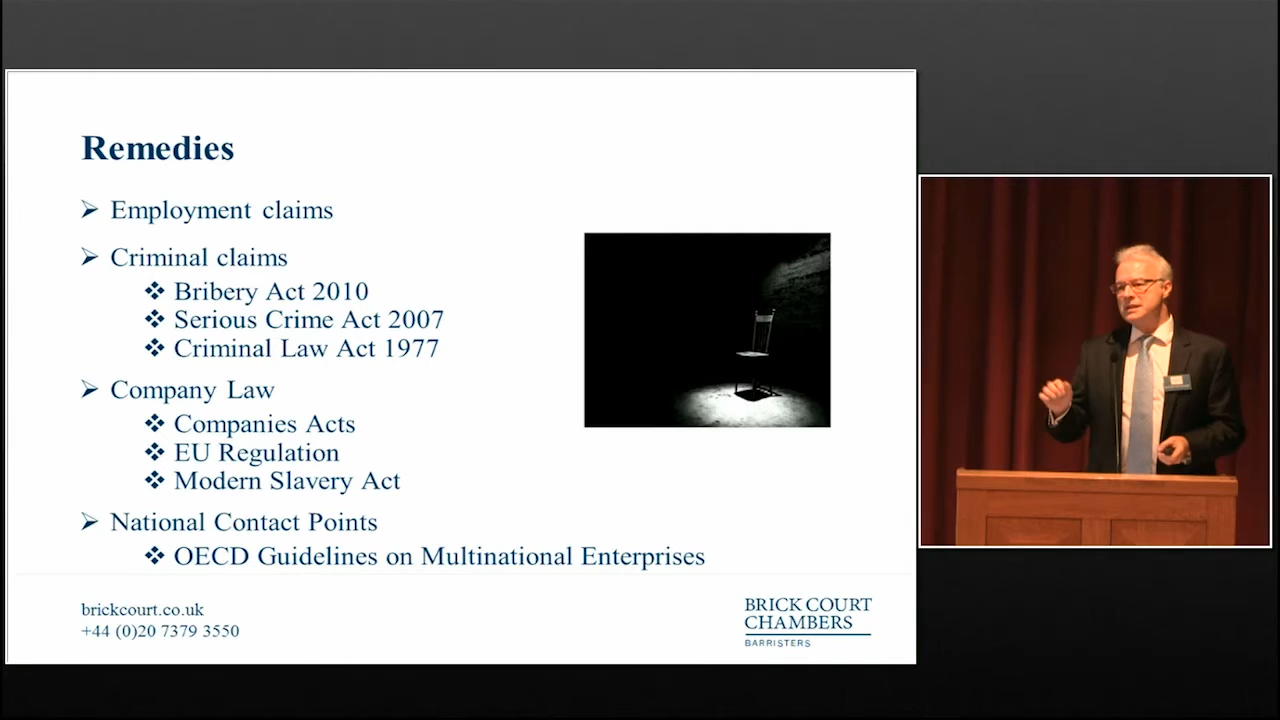 Remedies
Employment claims
Criminal claims
Bribery Act 2010
Serious Crime Act 2007
Criminal Law Act 1977
Company Law
Companies Acts
EU Regulation
Modern Slavery Act
National Contact Points
OECD Guidelines on Multinational Enterprises
brickcourt.co.uk
+44 (0)20 7379 3550
BRICK COURT
CHAMBERS
BARRISTERS